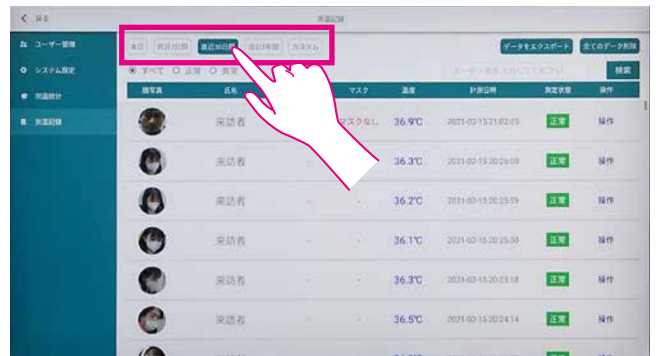 戻る
測温記録
ユーザー管理
システム設定
測温統計
測温記録
本日 直近7日間 直近30日間 直近1年間 カスタム
データをエクスポート 全てのデータ削除
すべて 正常 異常
検索
顔写真 氏名 マスク 温度 計測日時 測定状態 操作
来訪者 - マスクなし 36.9℃ 2021-02-15 21:02:05 正常 操作
来訪者 - - 36.3℃ 2021-02-15 20:26:09 正常 操作
来訪者 - - 36.2℃ 2021-02-15 20:25:59 正常 操作
来訪者 - - 36.1℃ 2021-02-15 20:25:50 正常 操作
来訪者 - - 36.3℃ 2021-02-15 20:25:18 正常 操作
来訪者 - - 36.5℃ 2021-02-15 20:24:14 正常 操作